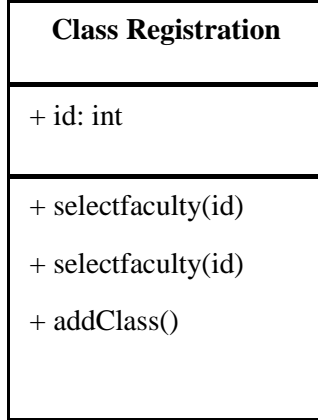 Class Registration
+ id: int
+ selectfaculty(id)
+ selectfaculty(id)
+ addClass()